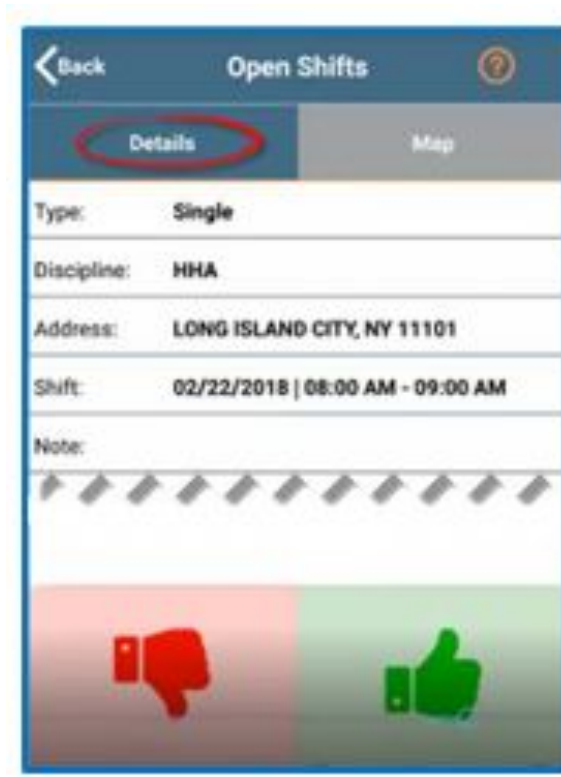 Back Open Shifts ?
Details Map
Type: Single
Discipline: HHA
Address: LONG ISLAND CITY, NY 11101
Shift: 02/22/2018 | 08:00 AM - 09:00 AM
Note: